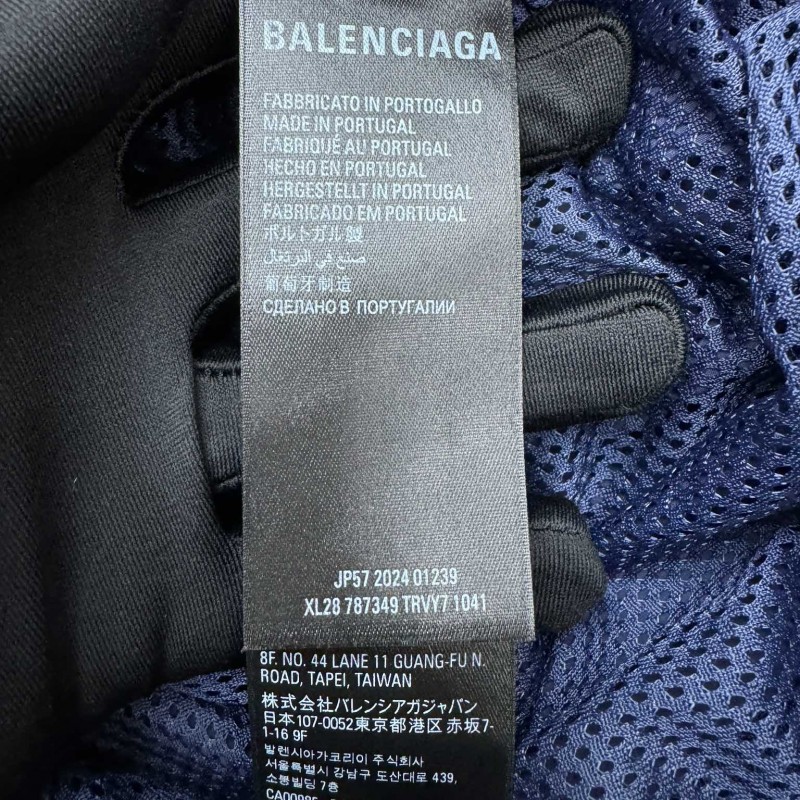 BALENCIAGA
FABBRICATO IN PORTOGALLO
MADE IN PORTUGAL
FABRIQUÉ AU PORTUGAL
HECHO EN PORTUGAL
HERGESTELLT IN PORTUGAL
FABRICADO EM PORTUGAL
ポルトガル製
صنع في البرتغال
葡萄牙制造
СДЕЛАНО В ПОРТУГАЛИИ
JP57 2024 01239
XL28 787349 TRVY7 1041
8F. NO. 44 LANE 11 GUANG-FU N.
ROAD, TAPEI, TAIWAN
株式会社バレンシアガジャパン
日本107-0052東京都港区赤坂7-
1-16 9F
발렌시아가코리아 주식회사
서울특별시 강남구 도산대로 439,
소봉빌딩 7층